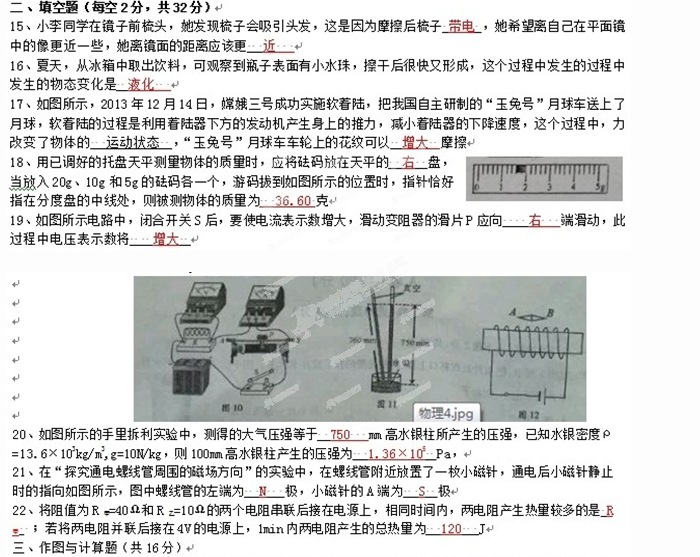 二、填空题（每空2分，共32分）
15、小李同学在镜子前梳头，她发现梳子会吸引头发，这是因为摩擦后梳子 带电 ，她希望离自己在平面镜
中的像更近一些，她离镜面的距离应该更 近
16、夏天，从冰箱中取出饮料，可观察到瓶子表面有小水珠，擦干后很快又形成，这个过程中发生的过程中
发生的物态变化是 液化
17、如图所示，2013年12月14日，嫦娥三号成功实施软着陆，把我国自主研制的“玉兔号”月球车送上了
月球，软着陆的过程是利用着陆器下方的发动机产生身上的推力，减小着陆器的下降速度，这个过程中，力
改变了物体的 运动状态 ，“玉兔号”月球车车轮上的花纹可以 增大 摩擦
18、用已调好的托盘天平测量物体的质量时，应将砝码放在天平的 右 盘，
当放入20g、10g和5g的砝码各一个，游码拔到如图所示的位置时，指针恰好
指在分度盘的中线处，则被测物体的质量为 36.60 克
0 1 2 3 4 5g
19、如图所示电路中，闭合开关S后，要使电流表示数增大，滑动变阻器的滑片P应向 右 端滑动，此
过程中电压表示数将 增大
真空
760mm
750mm
A B
图10
图11
图12
物理4.jpg
20、如图所示的手里拆利实验中，测得的大气压强等于 750 mm高水银柱所产生的压强，已知水银密度ρ
=13.6×10³kg/m³,g=10N/kg，则100mm高水银柱产生的压强为 1.36×10⁵ Pa，
21、在“探究通电螺线管周围的磁场方向”的实验中，在螺线管附近放置了一枚小磁针，通电后小磁针静止
时的指向如图所示，图中螺线管的左端为 N 极，小磁针的A端为 S 极
22、将阻值为R甲=40Ω和R乙=10Ω的两个电阻串联后接在电源上，相同时间内，两电阻产生热量较多的是 R
甲 ；若将两电阻并联后接在4V的电源上，1min内两电阻产生的总热量为 120 J
三、作图与计算题（共16分）